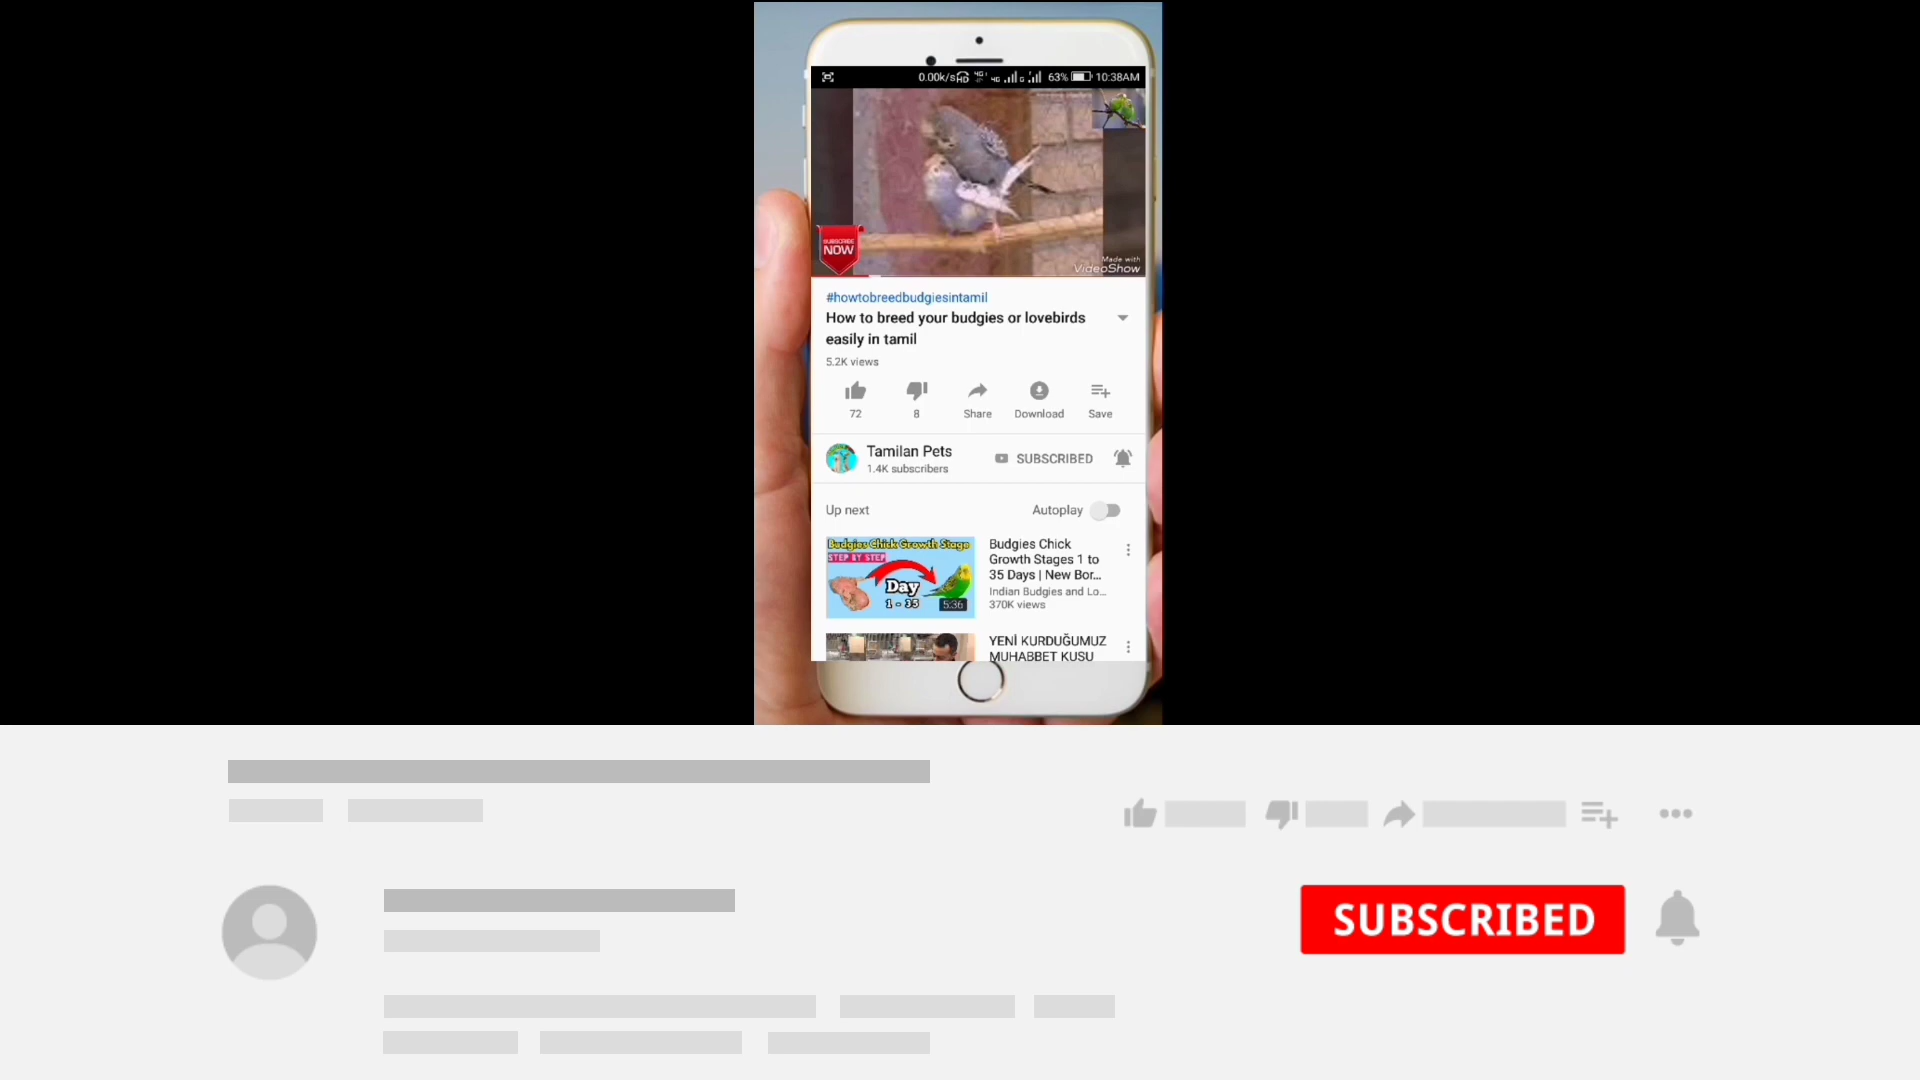 0.00k/s HD 4G 4G G 63% 10:38AM
SUBSCRIBE
NOW
Made with
VideoShow
#howtobreedbudgiesintamil
How to breed your budgies or lovebirds
easily in tamil
5.2K views
72
8
Share
Download
Save
Tamilan Pets
1.4K subscribers
SUBSCRIBED
Up next
Autoplay
Budgies Chick Growth Stage
STEP BY STEP
Day
1 - 35
5:36
Budgies Chick
Growth Stages 1 to
35 Days | New Bor...
Indian Budgies and Lo...
370K views
YENİ KURDUĞUMUZ
MUHABBET KUSU
SUBSCRIBED